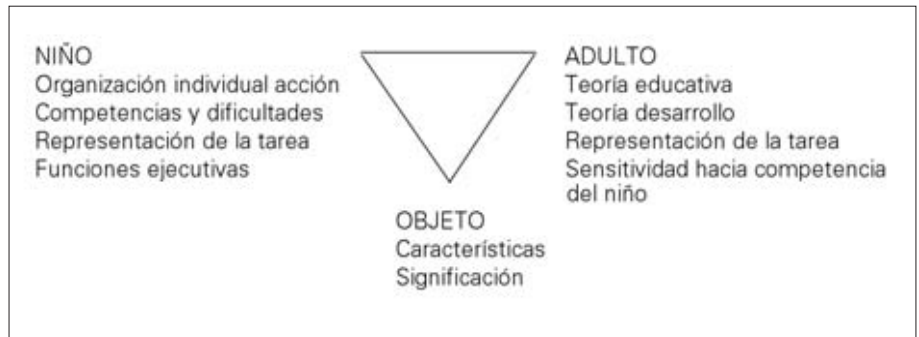 NIÑO
Organización individual acción
Competencias y dificultades
Representación de la tarea
Funciones ejecutivas
ADULTO
Teoría educativa
Teoría desarrollo
Representación de la tarea
Sensitividad hacia competencia
del niño
OBJETO
Características
Significación